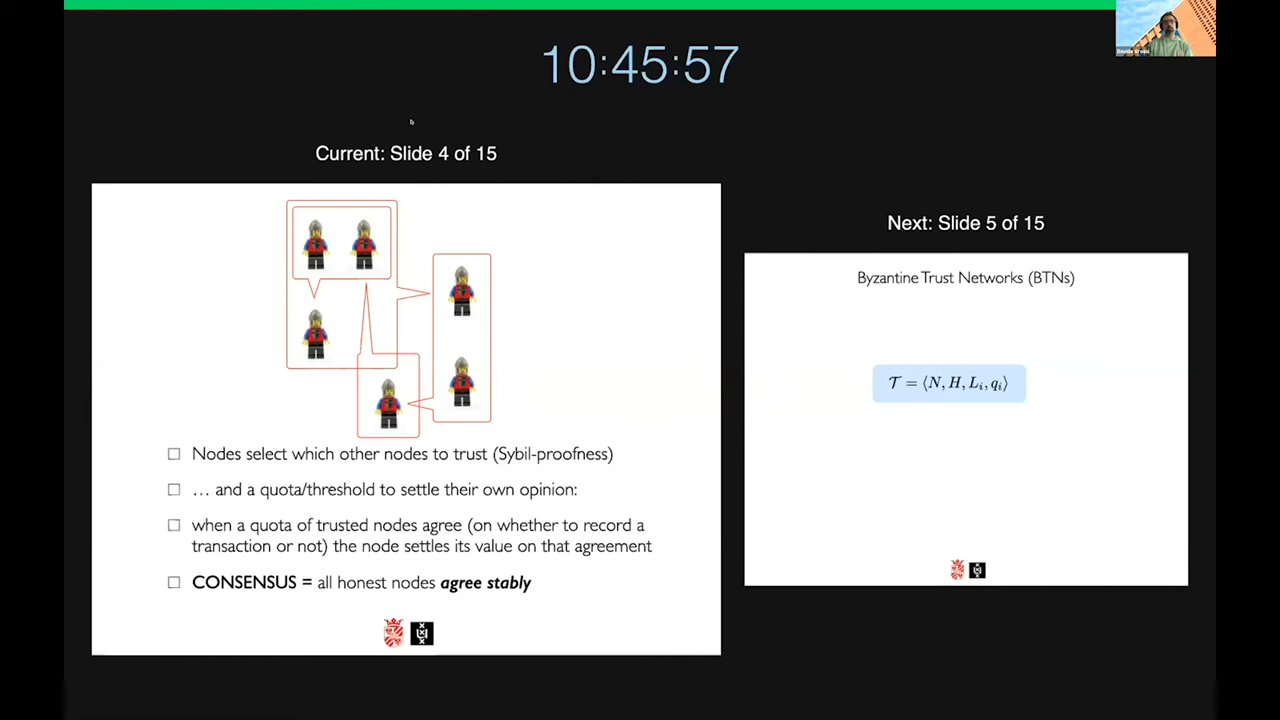 10:45:57
Current: Slide 4 of 15
Nodes select which other nodes to trust (Sybil-proofness)
… and a quota/threshold to settle their own opinion:
when a quota of trusted nodes agree (on whether to record a
transaction or not) the node settles its value on that agreement
CONSENSUS = all honest nodes agree stably
Next: Slide 5 of 15
Byzantine Trust Networks (BTNs)
𝒯 = ⟨N, H, Lᵢ, qᵢ⟩